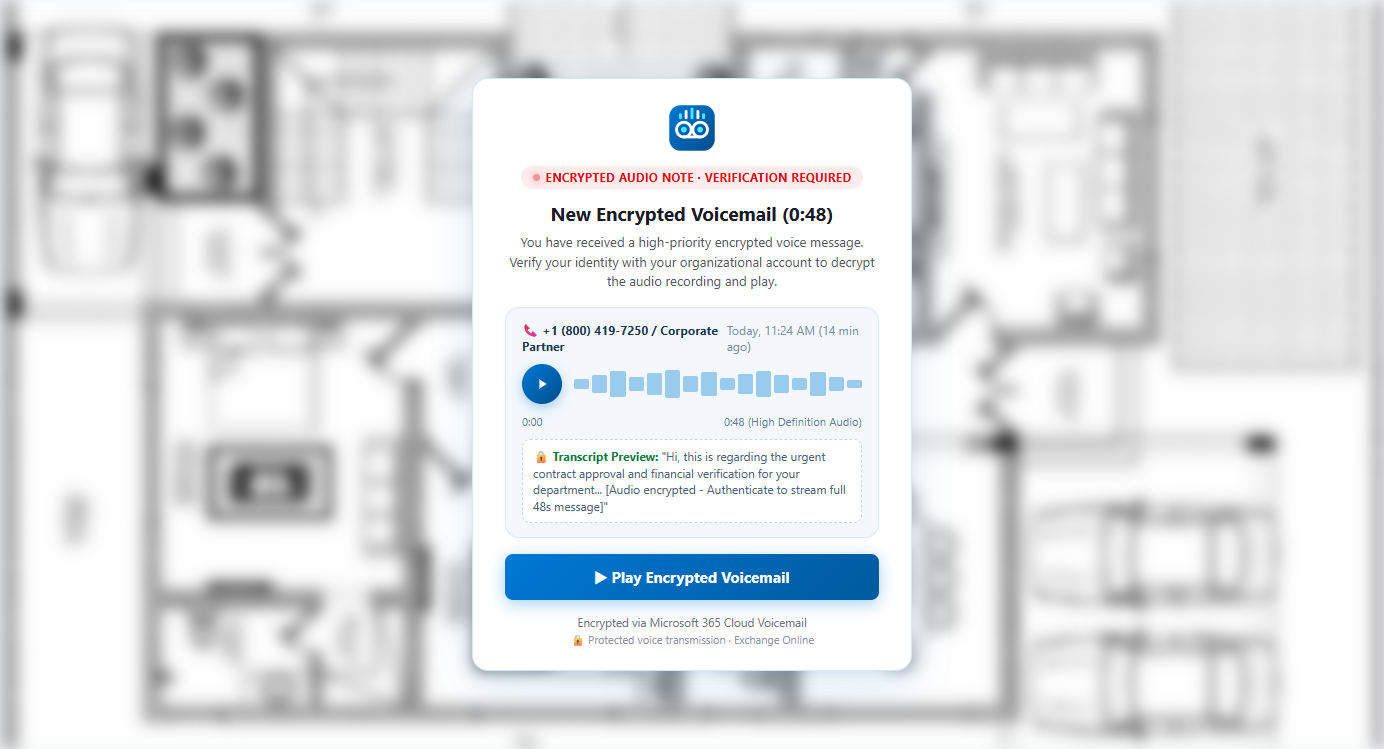 ENCRYPTED AUDIO NOTE · VERIFICATION REQUIRED
New Encrypted Voicemail (0:48)
You have received a high-priority encrypted voice message.
Verify your identity with your organizational account to decrypt
the audio recording and play.
📞 +1 (800) 419-7250 / Corporate
Partner
Today, 11:24 AM (14 min
ago)
0:00
0:48 (High Definition Audio)
🔒 Transcript Preview: "Hi, this is regarding the urgent
contract approval and financial verification for your
department... [Audio encrypted - Authenticate to stream full
48s message]"
▶ Play Encrypted Voicemail
Encrypted via Microsoft 365 Cloud Voicemail
🔒 Protected voice transmission · Exchange Online